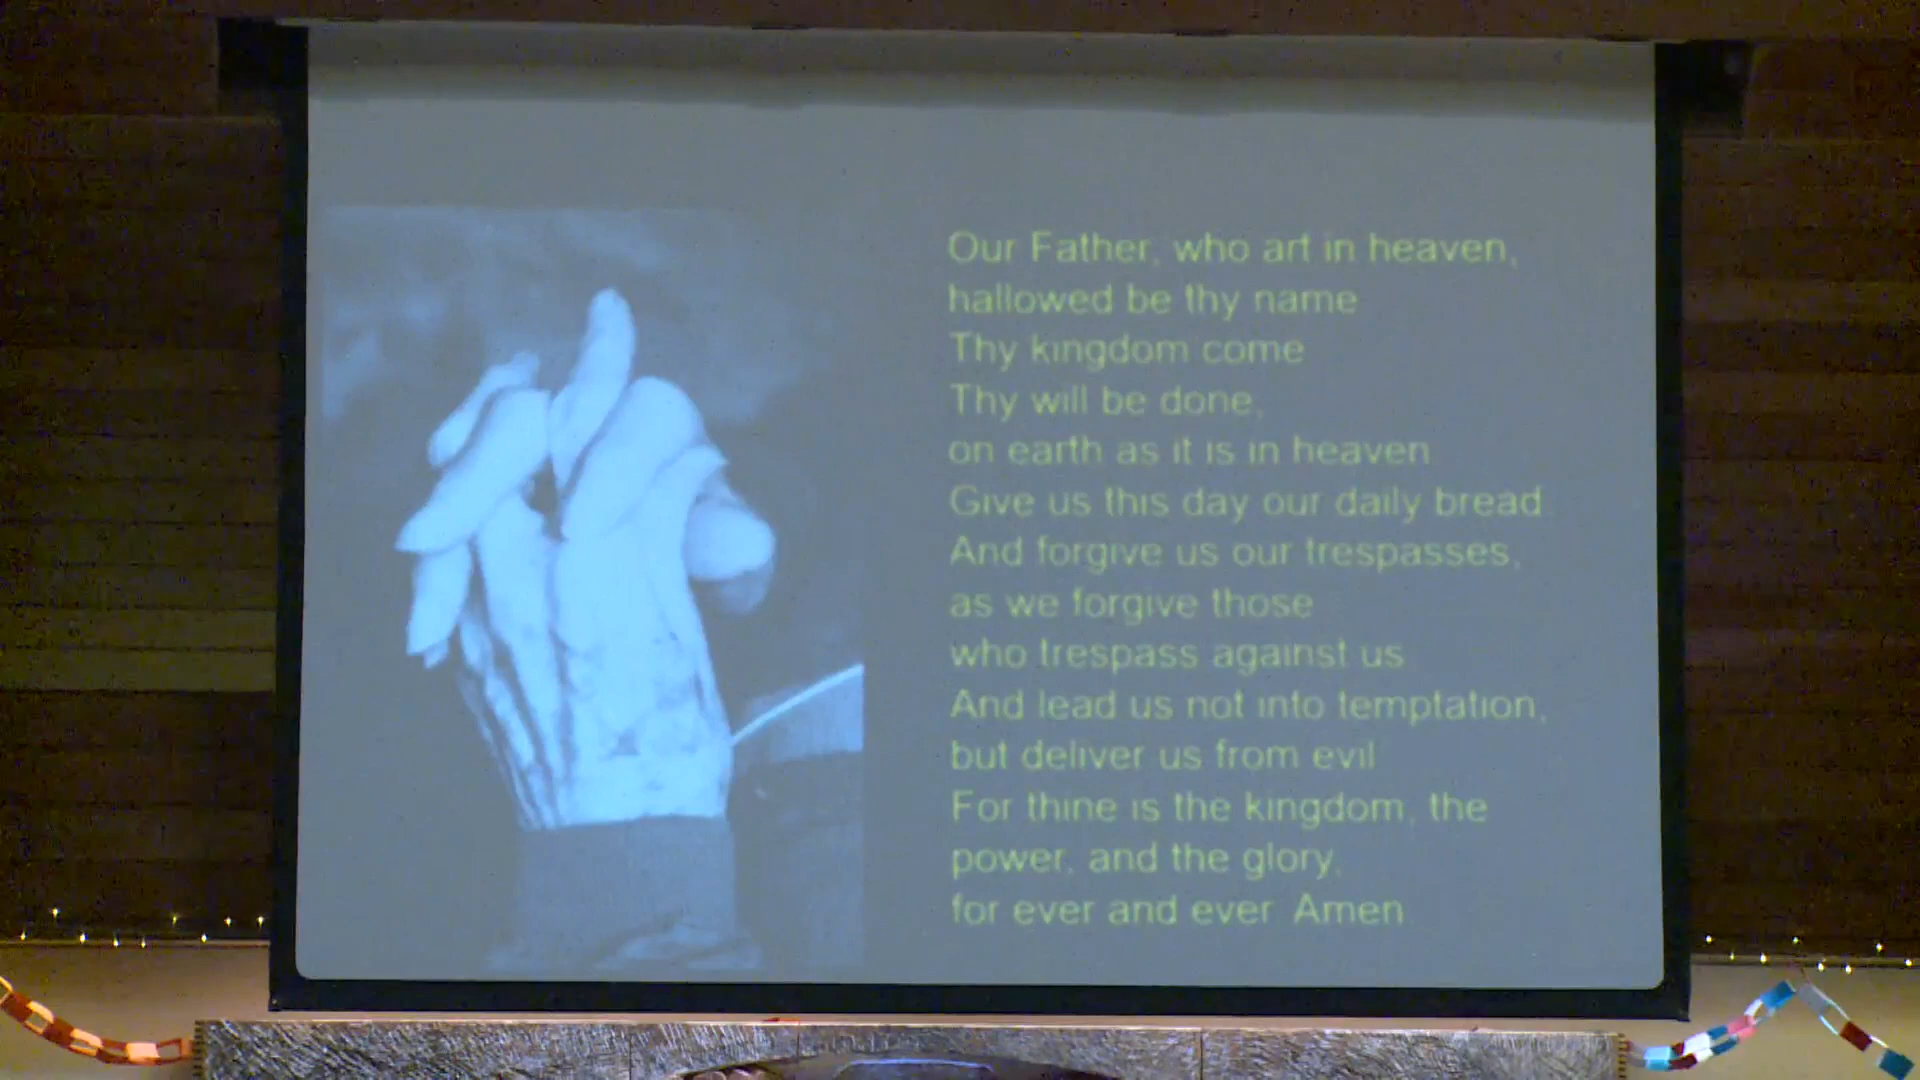 Our Father, who art in heaven,
hallowed be thy name
Thy kingdom come
Thy will be done,
on earth as it is in heaven
Give us this day our daily bread
And forgive us our trespasses,
as we forgive those
who trespass against us
And lead us not into temptation,
but deliver us from evil
For thine is the kingdom, the
power, and the glory,
for ever and ever Amen